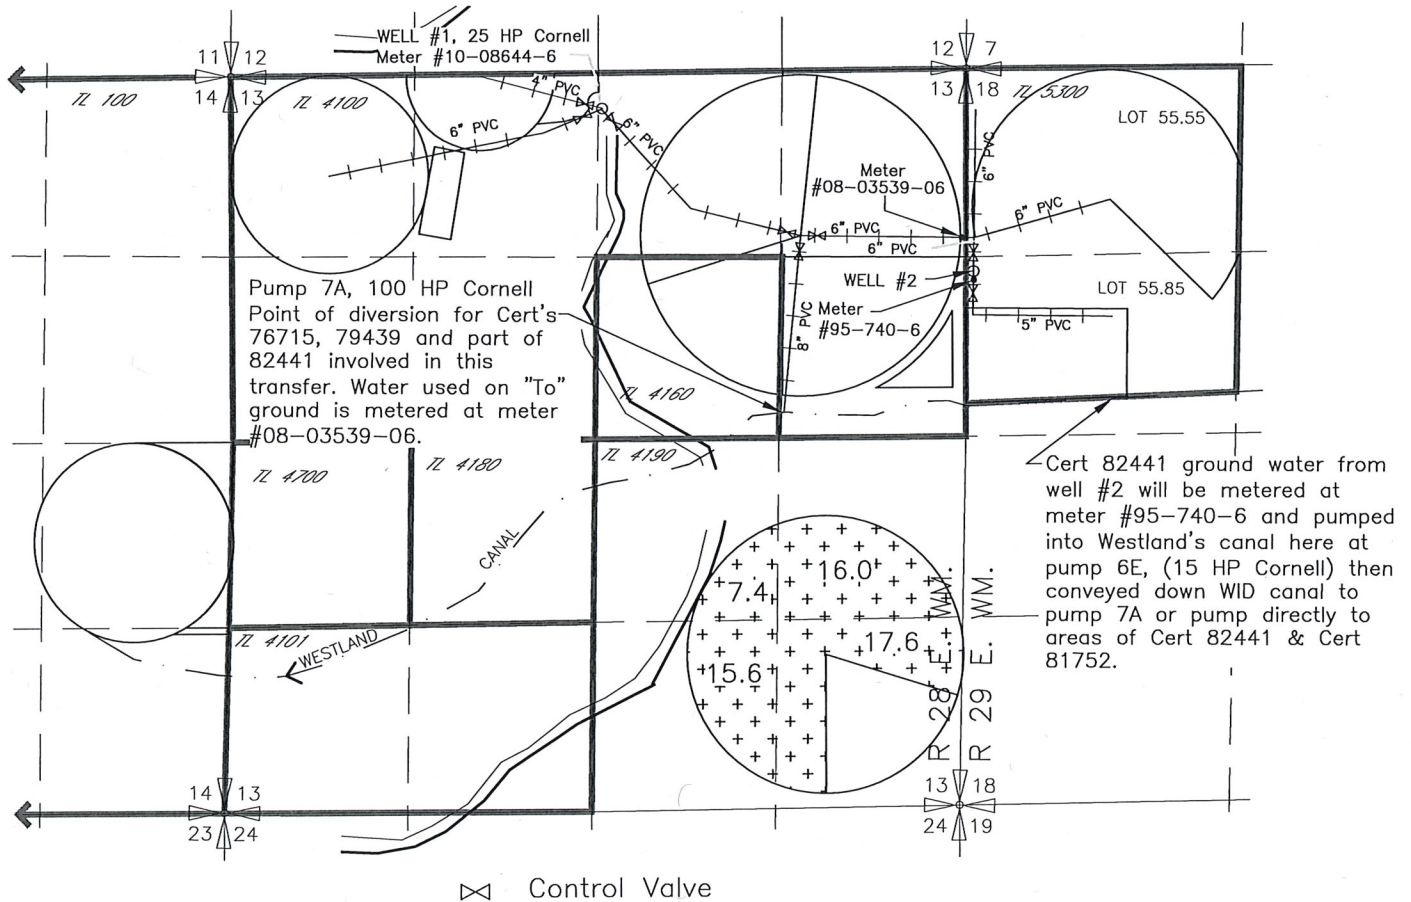 WELL #1, 25 HP Cornell
Meter #10-08644-6
11 12
14 13
12 7
13 18
TL 100
TL 4100
TL 5300
LOT 55.55
4" PVC
6" PVC
6" PVC
6" PVC
Meter
#08-03539-06
6" PVC
6" PVC
6" PVC
WELL #2
LOT 55.85
Meter
#95-740-6
8" PVC
5" PVC
Pump 7A, 100 HP Cornell
Point of diversion for Cert's
76715, 79439 and part of
82441 involved in this
transfer. Water used on "To"
ground is metered at meter
#08-03539-06.
TL 4160
TL 4700
TL 4180
TL 4190
CANAL
Cert 82441 ground water from
well #2 will be metered at
meter #95-740-6 and pumped
into Westland's canal here at
pump 6E, (15 HP Cornell) then
conveyed down WID canal to
pump 7A or pump directly to
areas of Cert 82441 & Cert
81752.
16.0
7.4
17.6
15.6
R 28 E. WM.
R 29 E. WM.
TL 4101
WESTLAND
14 13
23 24
13 18
24 19
Control Valve